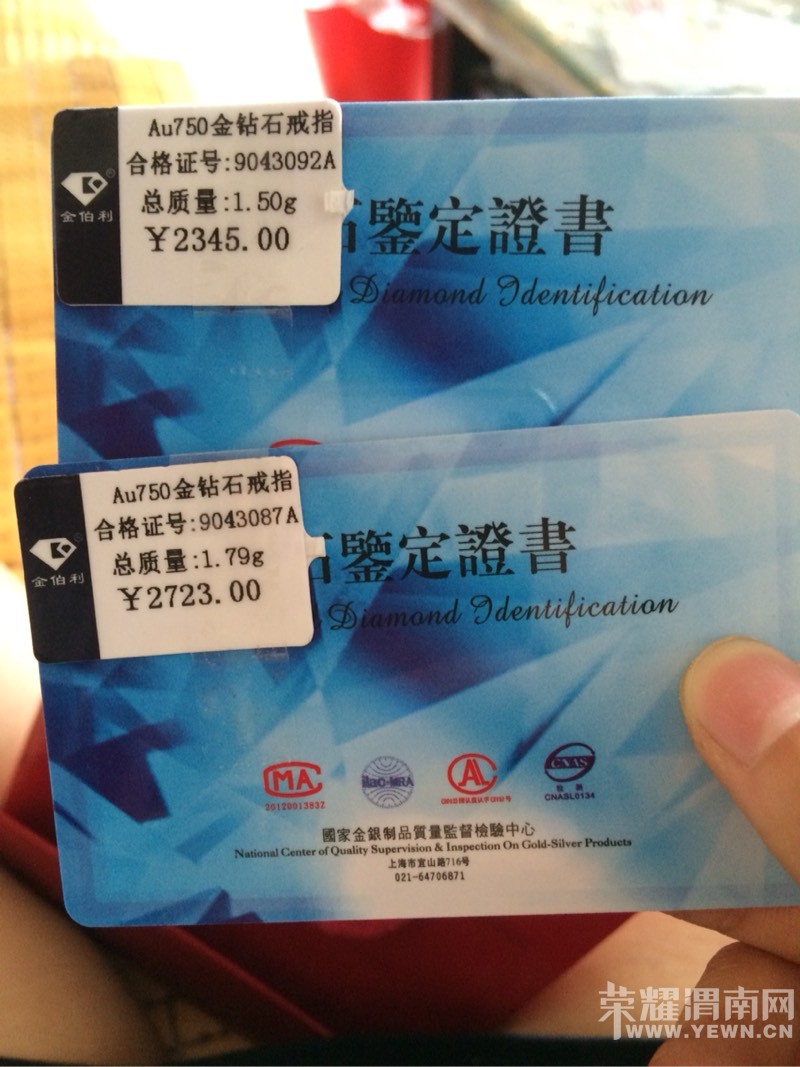 Au750金钻石戒指
合格证号:9043092A
总质量:1.50g
¥2345.00
金伯利
石鑒定證書
Diamond Identification
Au750金钻石戒指
合格证号:9043087A
总质量:1.79g
¥2723.00
金伯利
石鑒定證書
Diamond Identification
MA
ilac-MRA
AL
CNAS
检测
CNASL0134
國家金銀制品質量監督檢驗中心
National Center of Quality Supervision & Inspection On Gold-Silver Products
上海市宜山路716号
021-64706871
荣耀渭南网
WWW.YEWN.CN